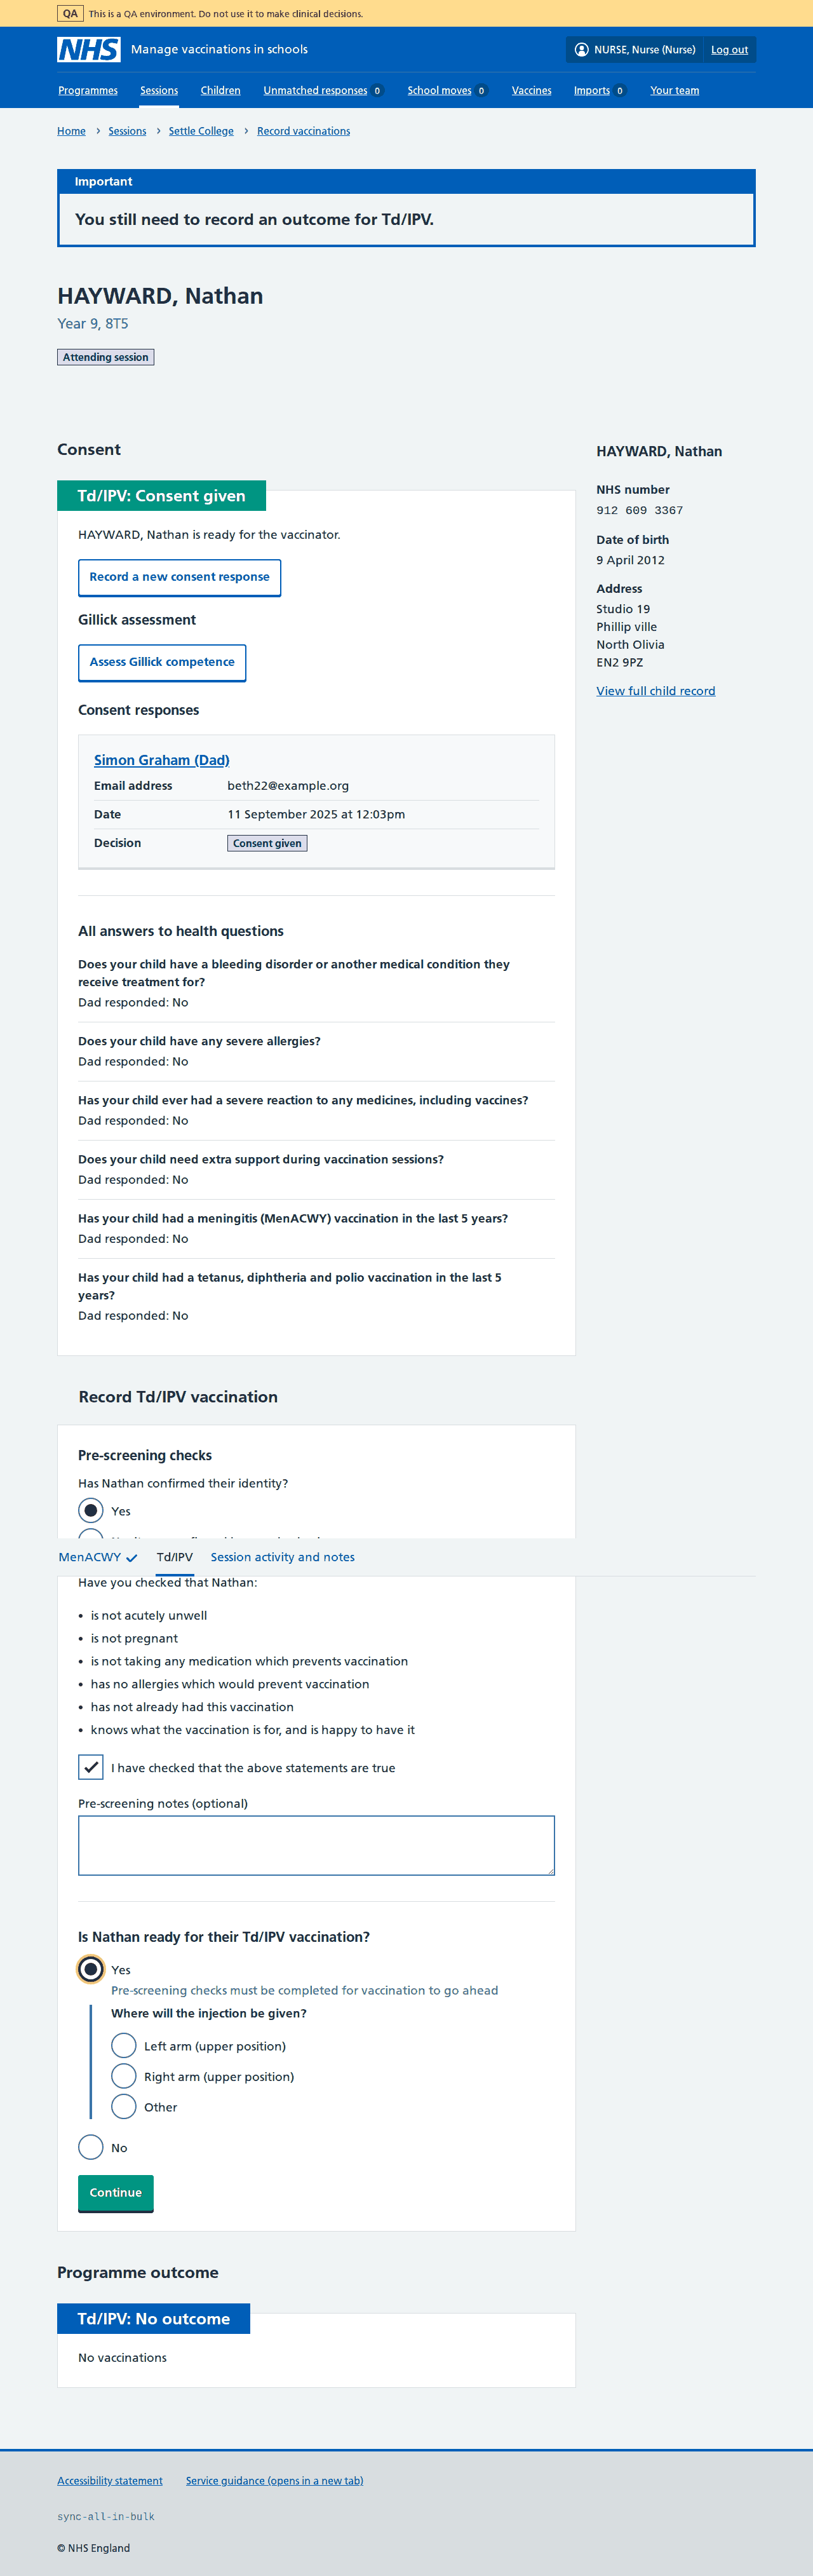 QA This is a QA environment. Do not use it to make clinical decisions.
NHS Manage vaccinations in schools NURSE, Nurse (Nurse) Log out
Programmes Sessions Children Unmatched responses 0 School moves 0 Vaccines Imports 0 Your team
Home › Sessions › Settle College › Record vaccinations
Important
You still need to record an outcome for Td/IPV.
HAYWARD, Nathan
Year 9, 8T5
Attending session
Consent
Td/IPV: Consent given
HAYWARD, Nathan is ready for the vaccinator.
Record a new consent response
Gillick assessment
Assess Gillick competence
Consent responses
Simon Graham (Dad)
Email address beth22@example.org
Date 11 September 2025 at 12:03pm
Decision Consent given
All answers to health questions
Does your child have a bleeding disorder or another medical condition they
receive treatment for?
Dad responded: No
Does your child have any severe allergies?
Dad responded: No
Has your child ever had a severe reaction to any medicines, including vaccines?
Dad responded: No
Does your child need extra support during vaccination sessions?
Dad responded: No
Has your child had a meningitis (MenACWY) vaccination in the last 5 years?
Dad responded: No
Has your child had a tetanus, diphtheria and polio vaccination in the last 5
years?
Dad responded: No
HAYWARD, Nathan
NHS number
912 609 3367
Date of birth
9 April 2012
Address
Studio 19
Phillip ville
North Olivia
EN2 9PZ
View full child record
Record Td/IPV vaccination
Pre-screening checks
Has Nathan confirmed their identity?
Yes
MenACWY Td/IPV Session activity and notes
Have you checked that Nathan:
• is not acutely unwell
• is not pregnant
• is not taking any medication which prevents vaccination
• has no allergies which would prevent vaccination
• has not already had this vaccination
• knows what the vaccination is for, and is happy to have it
I have checked that the above statements are true
Pre-screening notes (optional)
Is Nathan ready for their Td/IPV vaccination?
Yes
Pre-screening checks must be completed for vaccination to go ahead
Where will the injection be given?
Left arm (upper position)
Right arm (upper position)
Other
No
Continue
Programme outcome
Td/IPV: No outcome
No vaccinations
Accessibility statement Service guidance (opens in a new tab)
sync-all-in-bulk
© NHS England